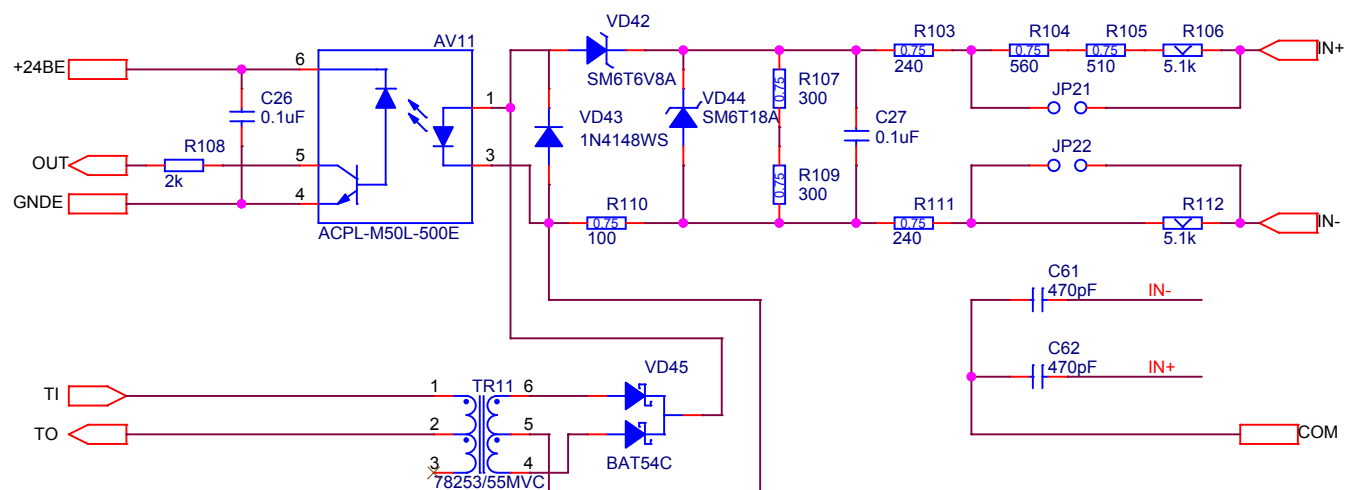 VD42
R103
R104
R105
R106
AV11
+24BE
6
0.75
0.75
0.75
IN+
240
560
510
5.1k
SM6T6V8A
R107
300
0.75
C26
0.1uF
1
VD44
SM6T18A
JP21
VD43
1N4148WS
C27
0.1uF
OUT
R108
5
3
JP22
2k
R109
300
0.75
GNDE
4
R110
R111
R112
0.75
0.75
IN-
ACPL-M50L-500E
100
240
5.1k
C61
470pF
IN-
C62
470pF
IN+
VD45
TI
1
TR11
6
TO
2
5
COM
3
4
BAT54C
78253/55MVC